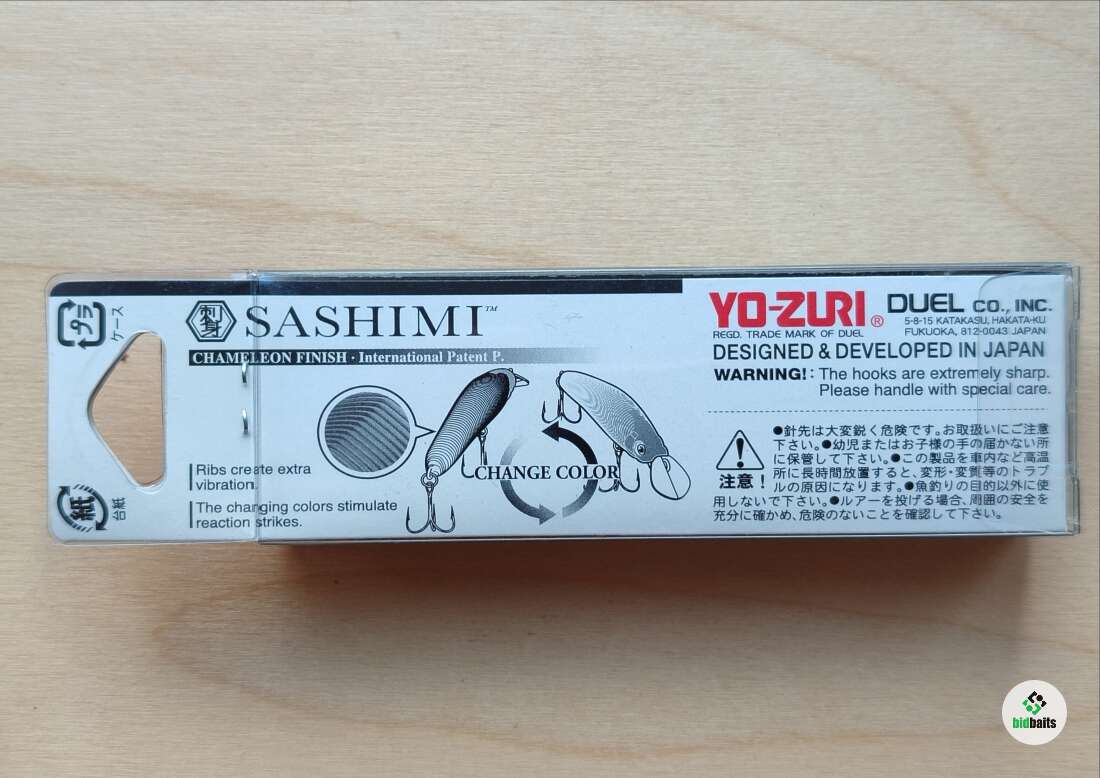 プラ
ケース
紙
台紙
刺身
SASHIMI™
CHAMELEON FINISH · International Patent P.
Ribs create extra
vibration.
The changing colors stimulate
reaction strikes.
CHANGE COLOR
YO-ZURI® DUEL CO., INC.
REGD. TRADE MARK OF DUEL
5-8-15 KATAKASU, HAKATA-KU
FUKUOKA, 812-0043 JAPAN
DESIGNED & DEVELOPED IN JAPAN
WARNING!: The hooks are extremely sharp.
Please handle with special care.
注意！
●針先は大変鋭く危険です。お取扱いにご注意
下さい。●幼児またはお子様の手の届かない所
に保管して下さい。●この製品を車内など高温
所に長時間放置すると、変形・変質等のトラブ
ルの原因になります。●魚釣りの目的以外に使
用しないで下さい。●ルアーを投げる場合、周囲の安全を
充分に確かめ、危険のないことを確認して下さい。
bidbaits